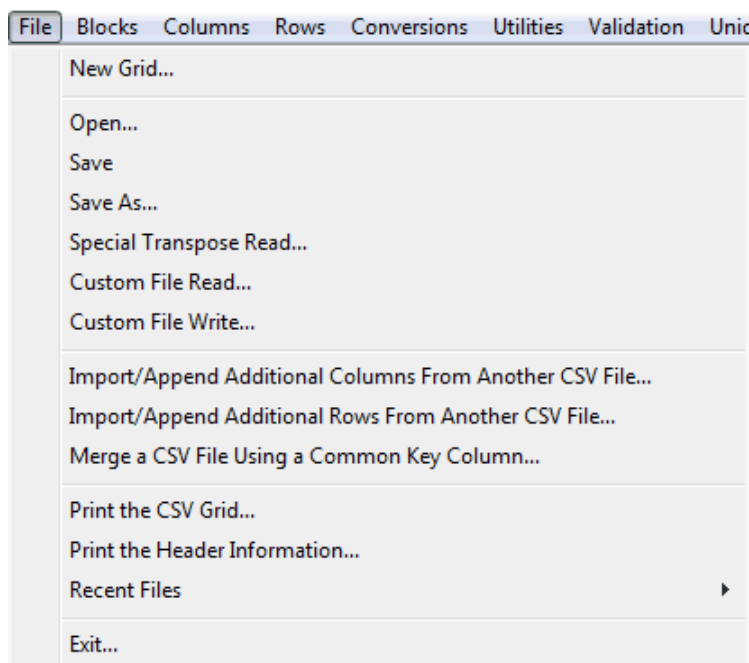 File Blocks Columns Rows Conversions Utilities Validation
New Grid...
Open...
Save
Save As...
Special Transpose Read...
Custom File Read...
Custom File Write...
Import/Append Additional Columns From Another CSV File...
Import/Append Additional Rows From Another CSV File...
Merge a CSV File Using a Common Key Column...
Print the CSV Grid...
Print the Header Information...
Recent Files
Exit...